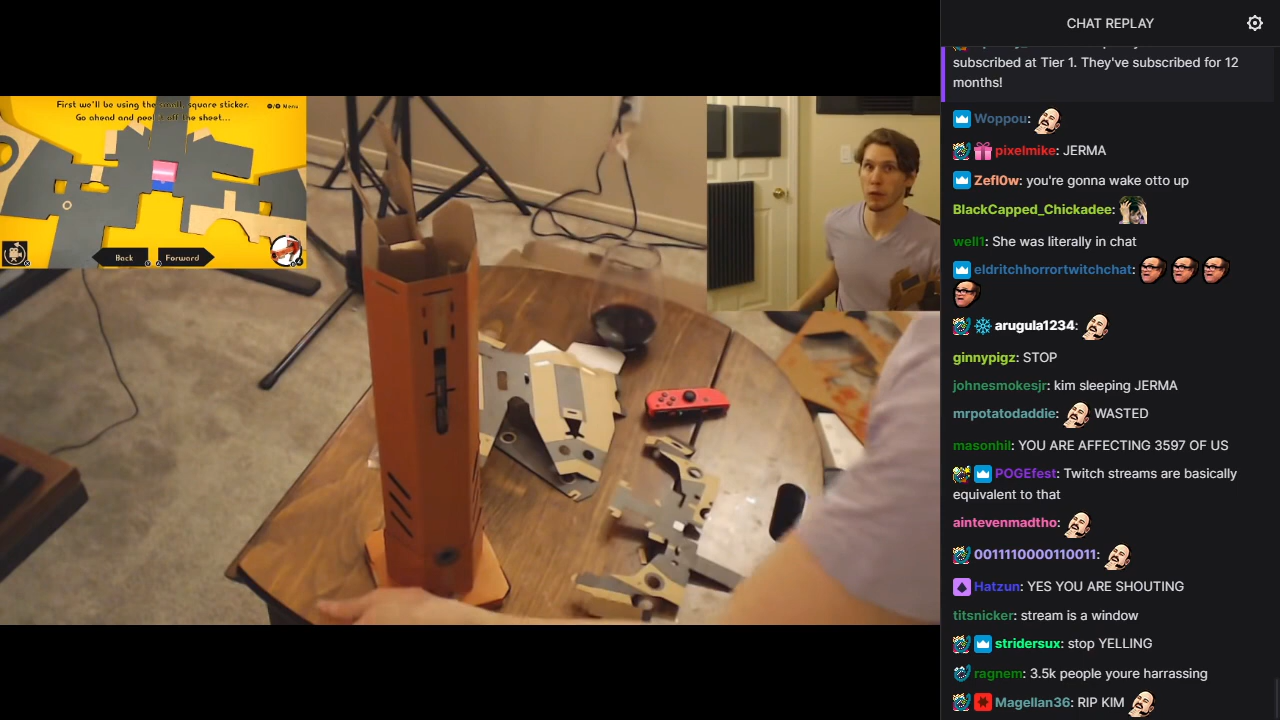 CHAT REPLAY
First we'll be using the small, square sticker.
Go ahead and peel it off the sheet...
Menu
Back
Forward
subscribed at Tier 1. They've subscribed for 12
months!
Woppou:
pixelmike: JERMA
Zefl0w: you're gonna wake otto up
BlackCapped_Chickadee:
well1: She was literally in chat
eldritchhorrortwitchchat:
arugula1234:
ginnypigz: STOP
johnesmokesjr: kim sleeping JERMA
mrpotatodaddie: WASTED
masonhil: YOU ARE AFFECTING 3597 OF US
POGEfest: Twitch streams are basically
equivalent to that
aintevenmadtho:
0011110000110011:
Hatzun: YES YOU ARE SHOUTING
titsnicker: stream is a window
stridersux: stop YELLING
ragnem: 3.5k people youre harrassing
Magellan36: RIP KIM